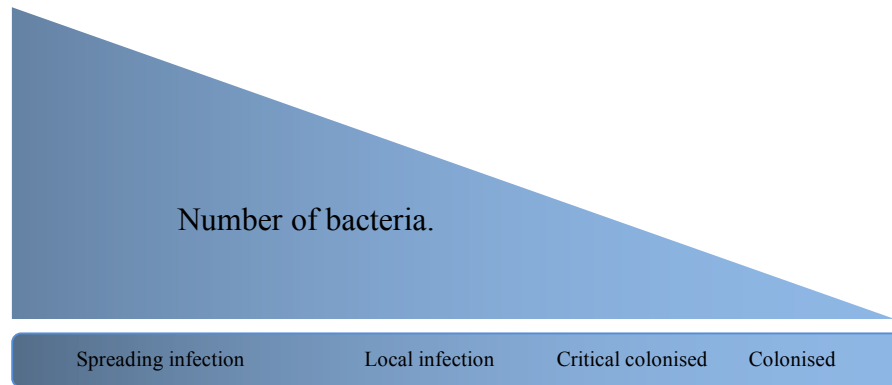 Number of bacteria.
Spreading infection
Local infection
Critical colonised
Colonised